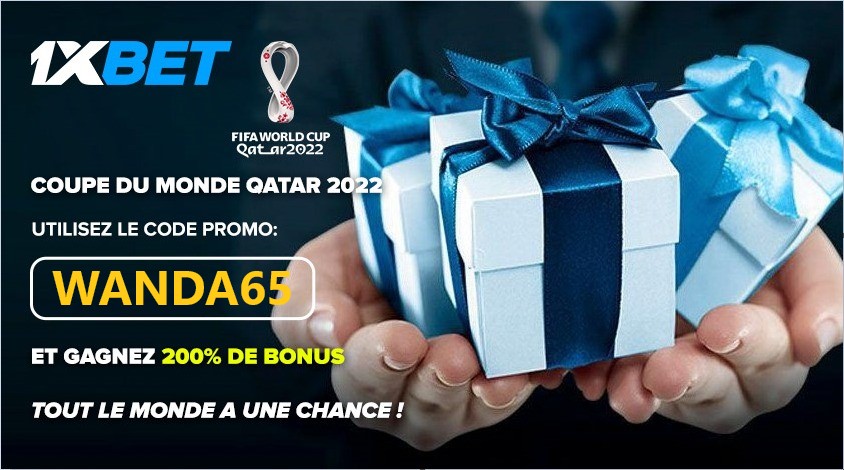 1XBET
FIFA WORLD CUP
Qatar2022
COUPE DU MONDE QATAR 2022
UTILISEZ LE CODE PROMO:
WANDA65
ET GAGNEZ 200% DE BONUS
TOUT LE MONDE A UNE CHANCE !